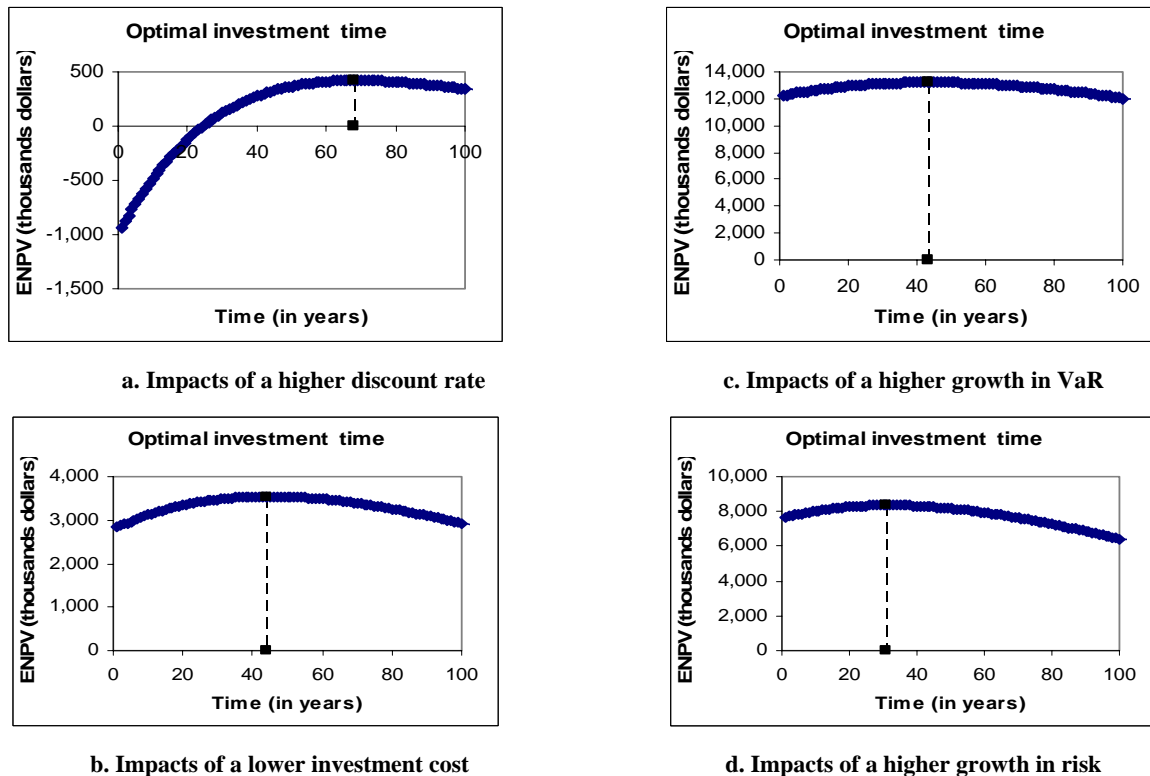 Optimal investment time
ENPV (thousands dollars)
500
0
-500
-1,000
-1,500
0 20 40 60 80 100
Time (in years)
a. Impacts of a higher discount rate
Optimal investment time
ENPV (thousands dollars)
14,000
12,000
10,000
8,000
6,000
4,000
2,000
0
0 20 40 60 80 100
Time (in years)
c. Impacts of a higher growth in VaR
Optimal investment time
ENPV (thousands dollars)
4,000
3,000
2,000
1,000
0
0 20 40 60 80 100
Time (in years)
b. Impacts of a lower investment cost
Optimal investment time
ENPV (thousands dollars)
10,000
8,000
6,000
4,000
2,000
0
0 20 40 60 80 100
Time (in years)
d. Impacts of a higher growth in risk